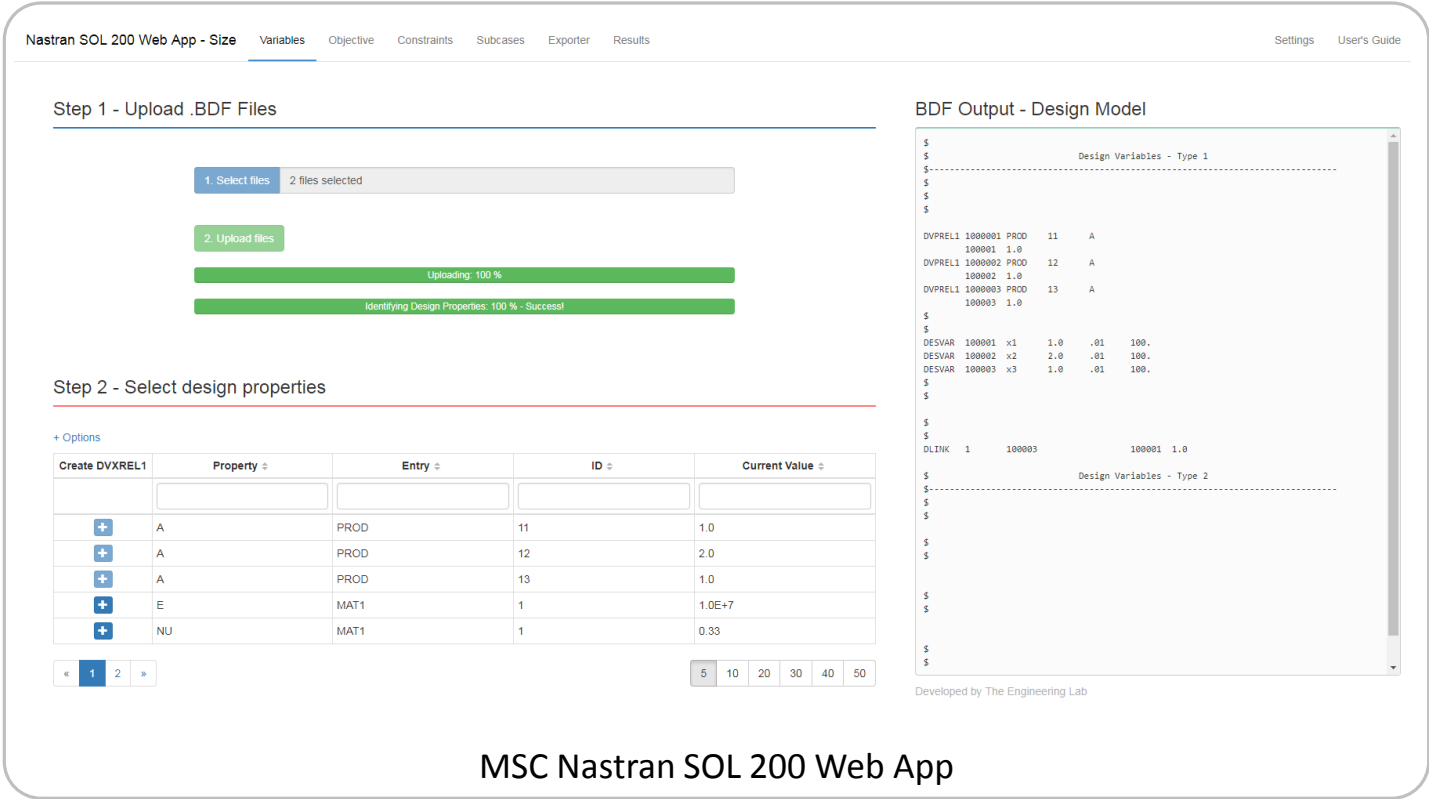 Nastran SOL 200 Web App - Size Variables Objective Constraints Subcases Exporter Results Settings User's Guide
Step 1 - Upload .BDF Files
1. Select files 2 files selected
2. Upload files
Uploading: 100 %
Identifying Design Properties: 100 % - Success!
Step 2 - Select design properties
+ Options
Create DVXREL1 Property Entry ID Current Value
+ A PROD 11 1.0
+ A PROD 12 2.0
+ A PROD 13 1.0
+ E MAT1 1 1.0E+7
+ NU MAT1 1 0.33
« 1 2 » 5 10 20 30 40 50
BDF Output - Design Model
$
$ Design Variables - Type 1
$--------------------------------------------------------------------------------
$
$
$
DVPREL1 1000001 PROD 11 A
100001 1.0
DVPREL1 1000002 PROD 12 A
100002 1.0
DVPREL1 1000003 PROD 13 A
100003 1.0
$
$
DESVAR 100001 x1 1.0 .01 100.
DESVAR 100002 x2 2.0 .01 100.
DESVAR 100003 x3 1.0 .01 100.
$
$
$
$
DLINK 1 100003 100001 1.0
$ Design Variables - Type 2
$--------------------------------------------------------------------------------
$
$
$
$
$
$
$
$
Developed by The Engineering Lab
MSC Nastran SOL 200 Web App